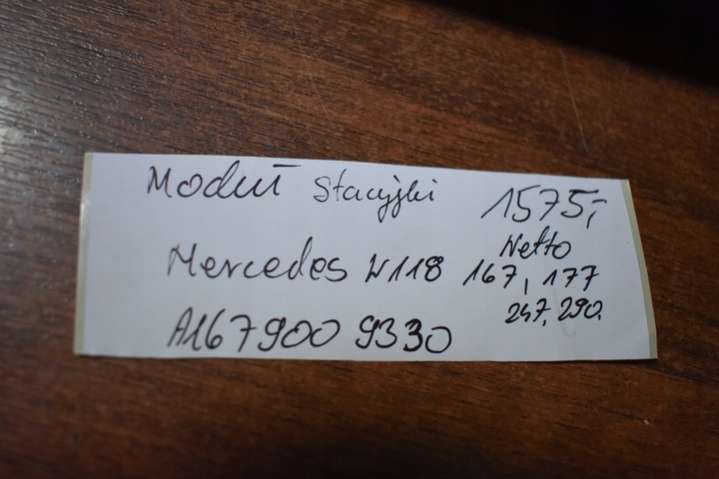 Moduł Stacyjki 1575,-
Netto
Mercedes W118 167, 177
247, 290.
A167 900 9330